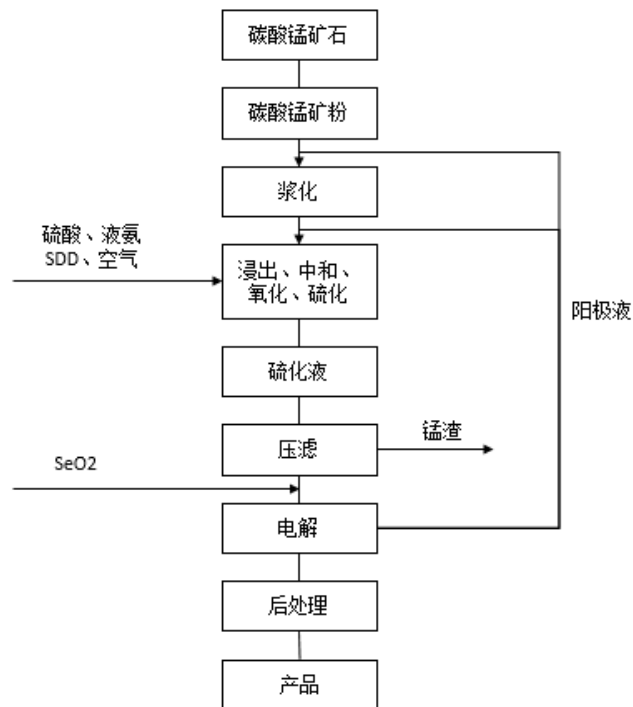 碳酸锰矿石
碳酸锰矿粉
浆化
硫酸、液氨
SDD、空气
浸出、中和、
氧化、硫化
阳极液
硫化液
锰渣
压滤
SeO2
电解
后处理
产品